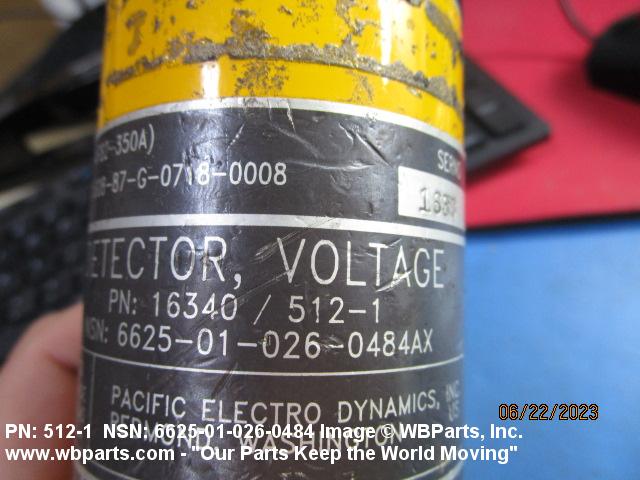 -350A)
-87-G-0718-0008
DETECTOR, VOLTAGE
PN: 16340 / 512-1
NSN: 6625-01-026-0484AX
PACIFIC ELECTRO DYNAMICS, INC
REDMOND, WASHINGTON US
06/22/2023
PN: 512-1 NSN: 6625-01-026-0484 Image © WBParts, Inc.
www.wbparts.com - "Our Parts Keep the World Moving"